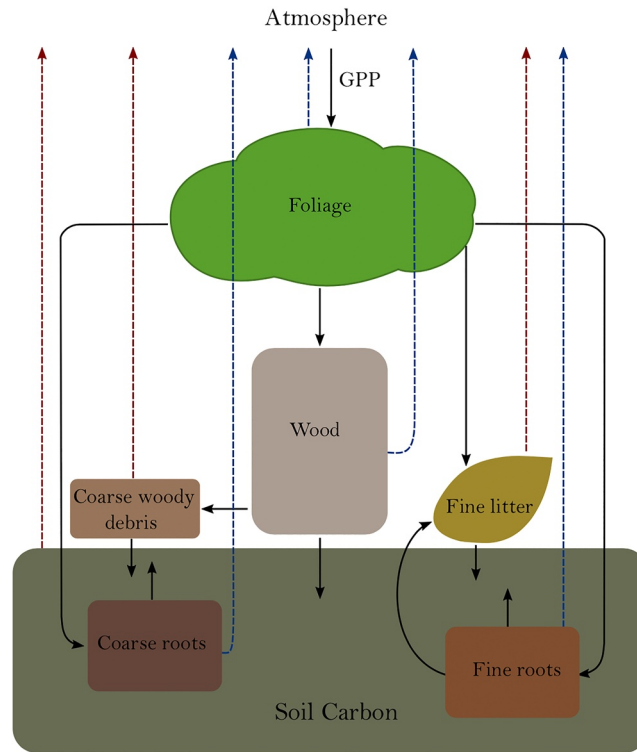 Atmosphere
GPP
Foliage
Wood
Coarse woody
debris
Fine litter
Coarse roots
Fine roots
Soil Carbon